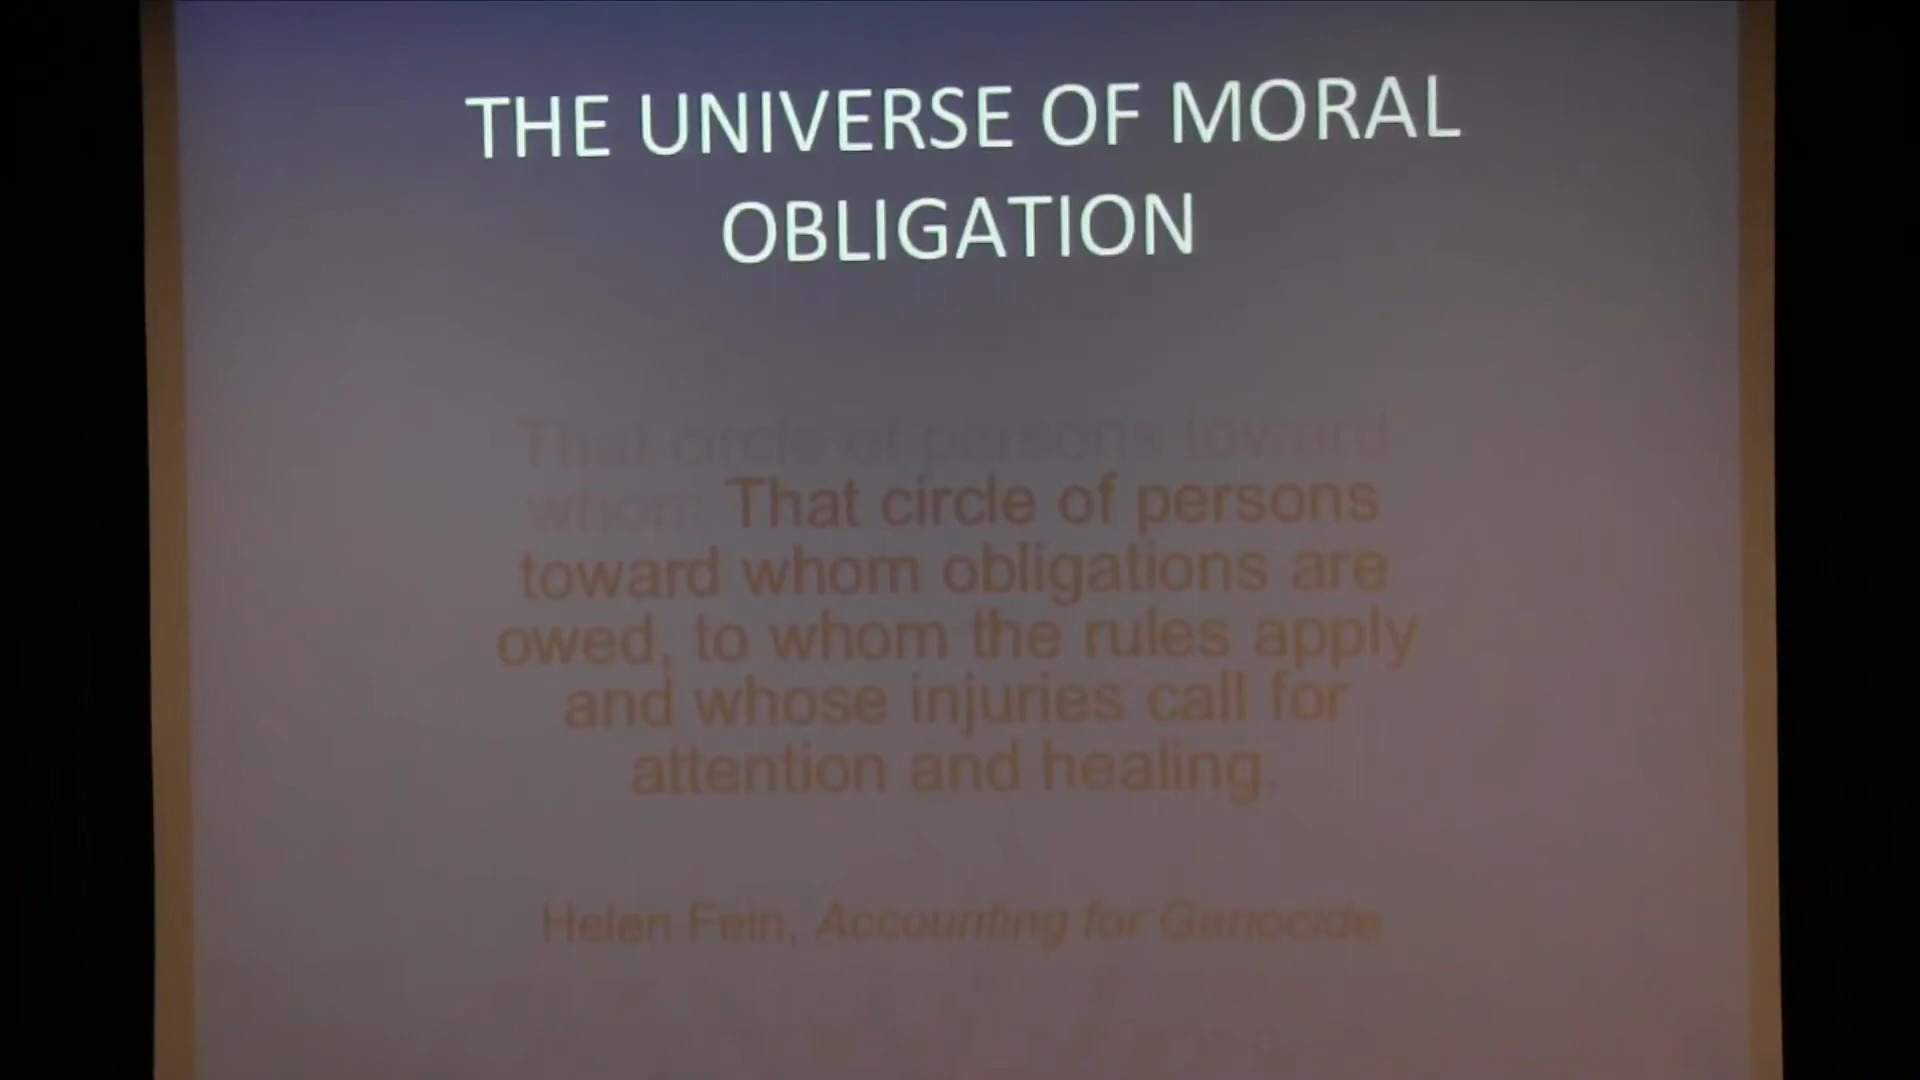 THE UNIVERSE OF MORAL
OBLIGATION
That circle of persons toward
whom That circle of persons
toward whom obligations are
owed, to whom the rules apply
and whose injuries call for
attention and healing.
Helen Fein, Accounting for Genocide